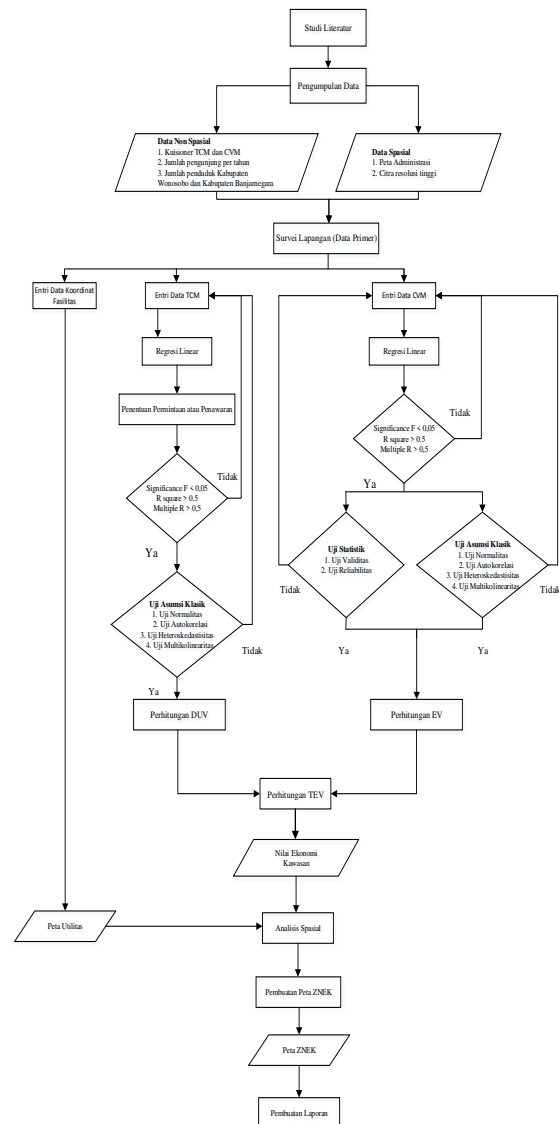 Studi Literatur
Pengumpulan Data
Data Non Spasial
1. Kuisioner TCM dan CVM
2. Jumlah pengunjung per tahun
3. Jumlah penduduk Kabupaten
Wonosobo dan Kabupaten Banjarnegara
Data Spasial
1. Peta Administrasi
2. Citra resolusi tinggi
Survei Lapangan (Data Primer)
Entri Data Koordinat
Fasilitas
Entri Data TCM
Entri Data CVM
Regresi Linear
Regresi Linear
Penentuan Permintaan atau Penawaran
Tidak
Significance F < 0,05
R square > 0.5
Multiple R > 0,5
Tidak
Significance F < 0,05
R square > 0.5
Multiple R > 0,5
Ya
Ya
Uji Statistik
1. Uji Validitas
2. Uji Reliabilitas
Tidak
Uji Asumsi Klasik
1. Uji Normalitas
2. Uji Autokorelasi
3. Uji Heteroskedastisitas
4. Uji Multikolinearitas
Tidak
Uji Asumsi Klasik
1. Uji Normalitas
2. Uji Autokorelasi
3. Uji Heteroskedastisitas
4. Uji Multikolinearitas
Tidak
Ya
Ya
Ya
Perhitungan DUV
Perhitungan EV
Perhitungan TEV
Nilai Ekonomi
Kawasan
Peta Utilitas
Analisis Spasial
Pembuatan Peta ZNEK
Peta ZNEK
Pembuatan Laporan